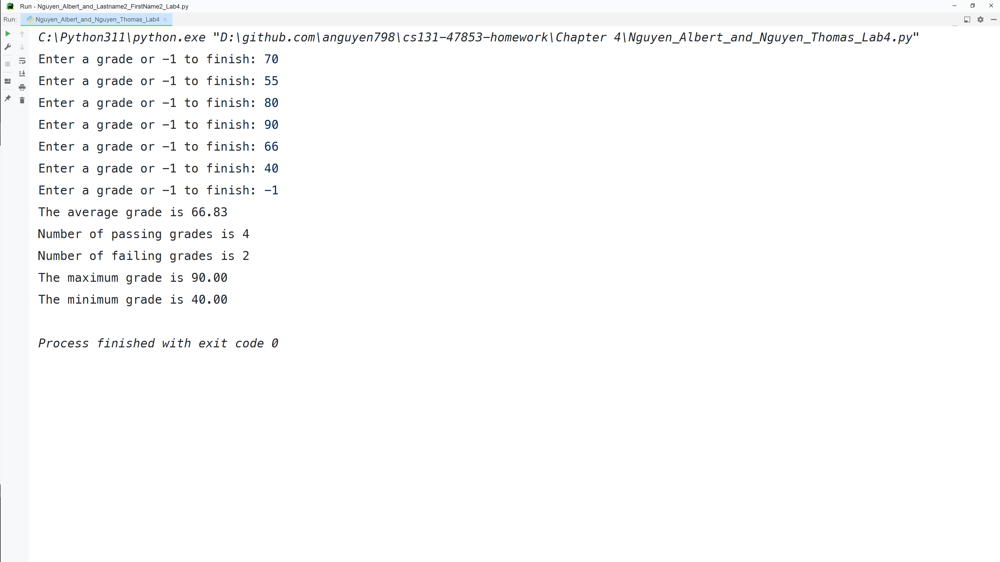 Run - Nguyen_Albert_and_Lastname2_FirstName2_Lab4.py
Run: Nguyen_Albert_and_Nguyen_Thomas_Lab4
C:\Python311\python.exe "D:\github.com\anguyen798\cs131-47853-homework\Chapter 4\Nguyen_Albert_and_Nguyen_Thomas_Lab4.py"
Enter a grade or -1 to finish: 70
Enter a grade or -1 to finish: 55
Enter a grade or -1 to finish: 80
Enter a grade or -1 to finish: 90
Enter a grade or -1 to finish: 66
Enter a grade or -1 to finish: 40
Enter a grade or -1 to finish: -1
The average grade is 66.83
Number of passing grades is 4
Number of failing grades is 2
The maximum grade is 90.00
The minimum grade is 40.00
Process finished with exit code 0